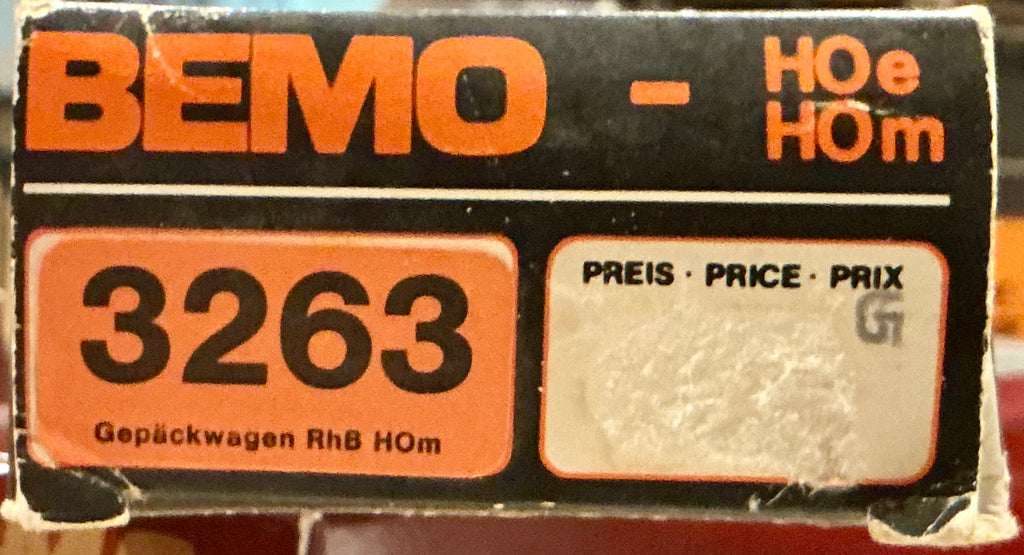 BEMO - HOe
HOm
3263
Gepäckwagen RhB HOm
PREIS · PRICE · PRIX